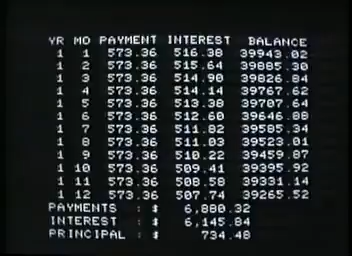 YR MO PAYMENT INTEREST BALANCE
1 1 573.36 516.38 39943.02
1 2 573.36 515.64 39885.30
1 3 573.36 514.90 39826.84
1 4 573.36 514.14 39767.62
1 5 573.36 513.38 39707.64
1 6 573.36 512.60 39646.88
1 7 573.36 511.82 39585.34
1 8 573.36 511.03 39523.01
1 9 573.36 510.22 39459.87
1 10 573.36 509.41 39395.92
1 11 573.36 508.58 39331.14
1 12 573.36 507.74 39265.52
PAYMENTS : $ 6,880.32
INTEREST : $ 6,145.84
PRINCIPAL : $ 734.48